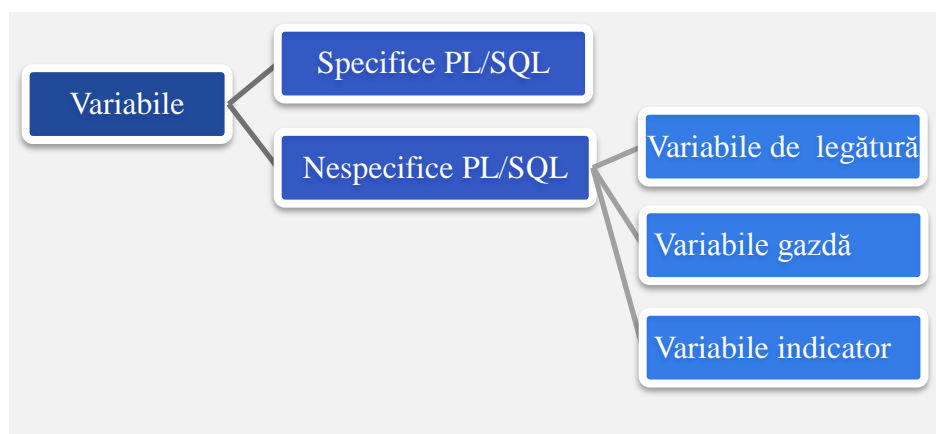 Variabile
Specifice PL/SQL
Nespecifice PL/SQL
Variabile de legătură
Variabile gazdă
Variabile indicator